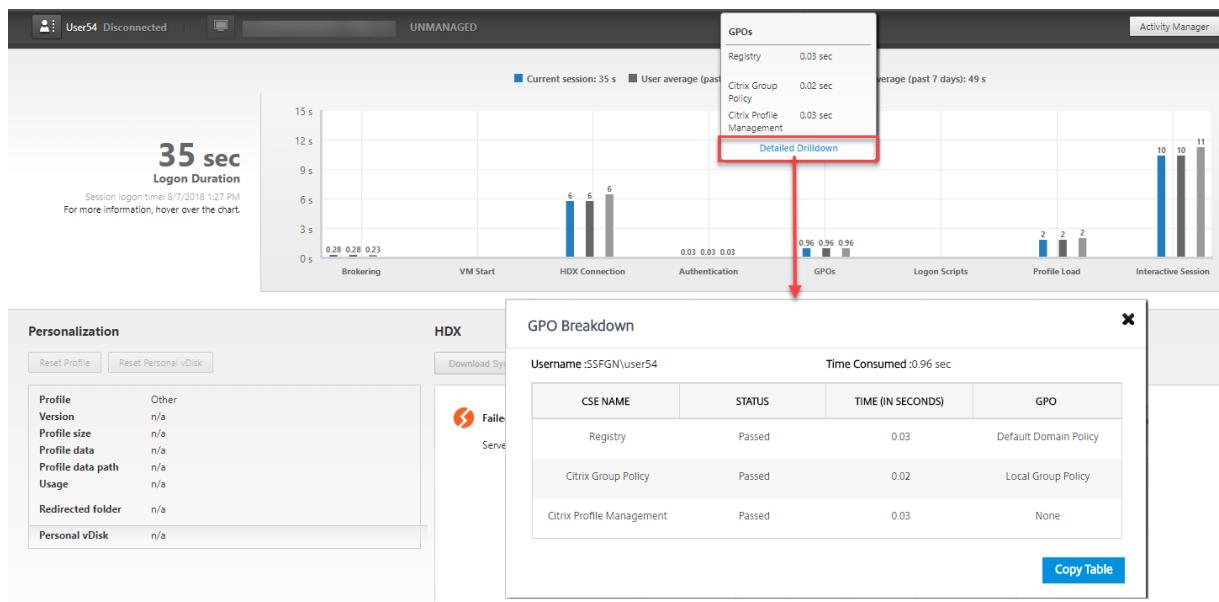 User54 Disconnected
UNMANAGED
Activity Manager
GPOs
Registry 0.03 sec
Citrix Group Policy 0.02 sec
Citrix Profile Management 0.03 sec
Detailed Drilldown
Current session: 35 s User average (past
verage (past 7 days): 49 s
35 sec
Logon Duration
Session logon time: 8/7/2018 1:27 PM
For more information, hover over the chart.
15 s
12 s
9 s
6 s
3 s
0 s
0.28 0.28 0.23
6 6 6
0.03 0.03 0.03
0.96 0.96 0.96
2 2 2
10 10 11
Brokering VM Start HDX Connection Authentication GPOs Logon Scripts Profile Load Interactive Session
Personalization
Reset Profile Reset Personal vDisk
Profile Other
Version n/a
Profile size n/a
Profile data n/a
Profile data path n/a
Usage n/a
Redirected folder n/a
Personal vDisk n/a
HDX
Download Sy
Faile
Serve
GPO Breakdown
Username :SSFGN\user54 Time Consumed :0.96 sec
CSE NAME STATUS TIME (IN SECONDS) GPO
Registry Passed 0.03 Default Domain Policy
Citrix Group Policy Passed 0.02 Local Group Policy
Citrix Profile Management Passed 0.03 None
Copy Table